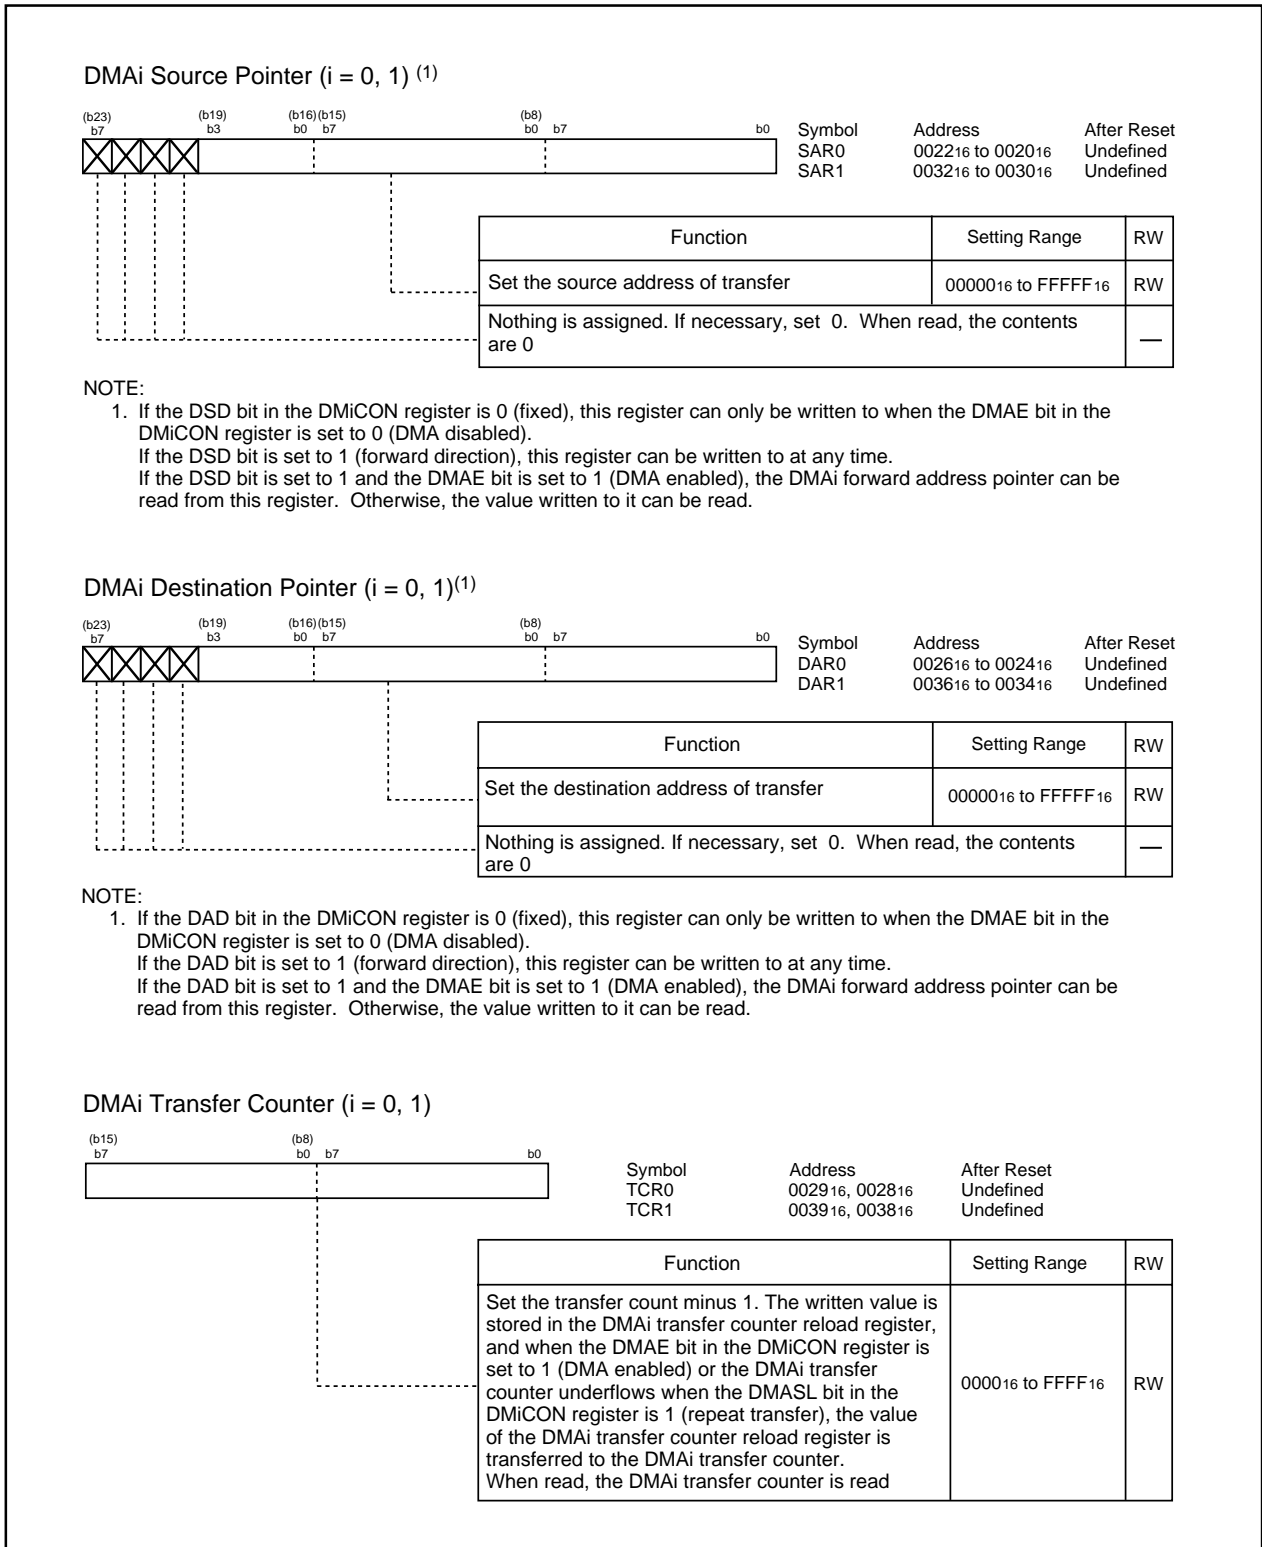 DMAi Source Pointer (i = 0, 1) (1)
(b23) (b19) (b16)(b15) (b8)
b7 b3 b0 b7 b0 b7 b0
Symbol Address After Reset
SAR0 002216 to 002016 Undefined
SAR1 003216 to 003016 Undefined
Function Setting Range RW
Set the source address of transfer 0000016 to FFFFF16 RW
Nothing is assigned. If necessary, set 0. When read, the contents
are 0 —
NOTE:
1. If the DSD bit in the DMiCON register is 0 (fixed), this register can only be written to when the DMAE bit in the
DMiCON register is set to 0 (DMA disabled).
If the DSD bit is set to 1 (forward direction), this register can be written to at any time.
If the DSD bit is set to 1 and the DMAE bit is set to 1 (DMA enabled), the DMAi forward address pointer can be
read from this register. Otherwise, the value written to it can be read.
DMAi Destination Pointer (i = 0, 1)(1)
(b23) (b19) (b16)(b15) (b8)
b7 b3 b0 b7 b0 b7 b0
Symbol Address After Reset
DAR0 002616 to 002416 Undefined
DAR1 003616 to 003416 Undefined
Function Setting Range RW
Set the destination address of transfer 0000016 to FFFFF16 RW
Nothing is assigned. If necessary, set 0. When read, the contents
are 0 —
NOTE:
1. If the DAD bit in the DMiCON register is 0 (fixed), this register can only be written to when the DMAE bit in the
DMiCON register is set to 0 (DMA disabled).
If the DAD bit is set to 1 (forward direction), this register can be written to at any time.
If the DAD bit is set to 1 and the DMAE bit is set to 1 (DMA enabled), the DMAi forward address pointer can be
read from this register. Otherwise, the value written to it can be read.
DMAi Transfer Counter (i = 0, 1)
(b15) (b8)
b7 b0 b7 b0
Symbol Address After Reset
TCR0 002916, 002816 Undefined
TCR1 003916, 003816 Undefined
Function Setting Range RW
Set the transfer count minus 1. The written value is
stored in the DMAi transfer counter reload register,
and when the DMAE bit in the DMiCON register is
set to 1 (DMA enabled) or the DMAi transfer
counter underflows when the DMASL bit in the
DMiCON register is 1 (repeat transfer), the value
of the DMAi transfer counter reload register is
transferred to the DMAi transfer counter.
When read, the DMAi transfer counter is read
000016 to FFFF16 RW